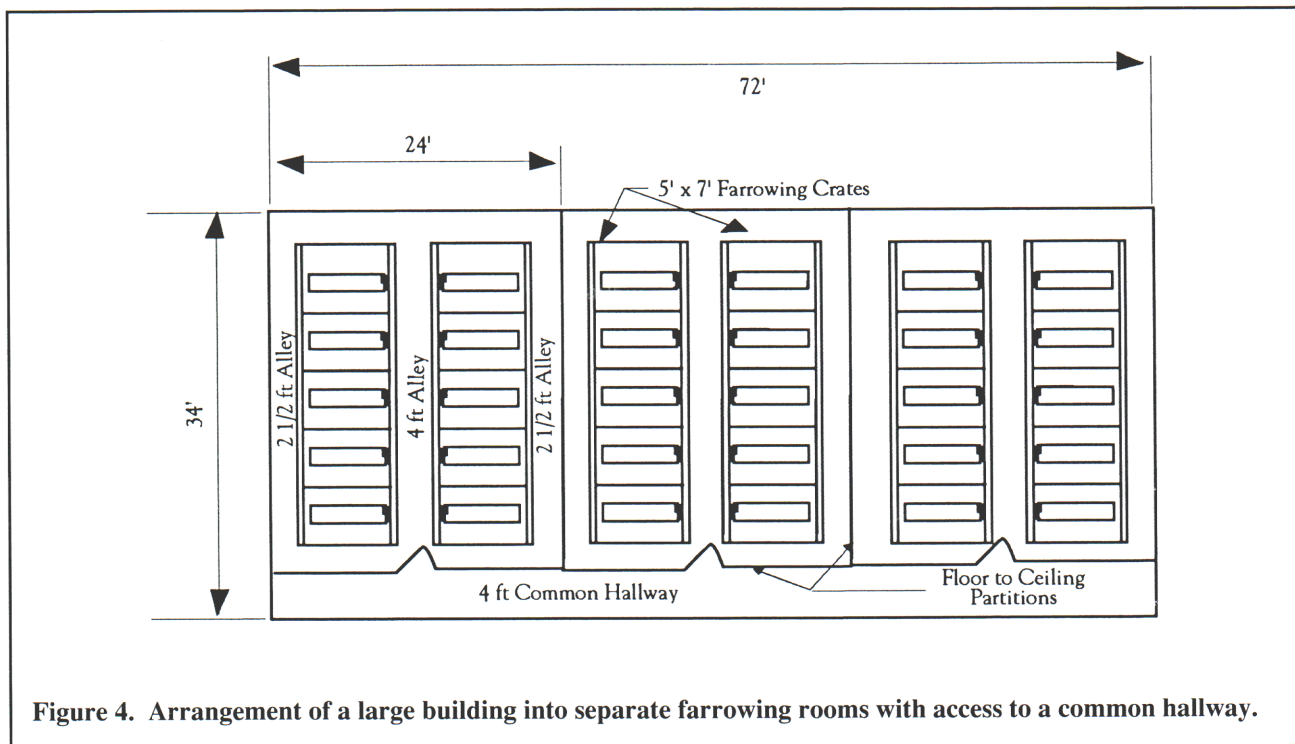 72'
24'
5' x 7' Farrowing Crates
34'
2 1/2 ft Alley
4 ft Alley
2 1/2 ft Alley
4 ft Common Hallway
Floor to Ceiling
Partitions
Figure 4. Arrangement of a large building into separate farrowing rooms with access to a common hallway.